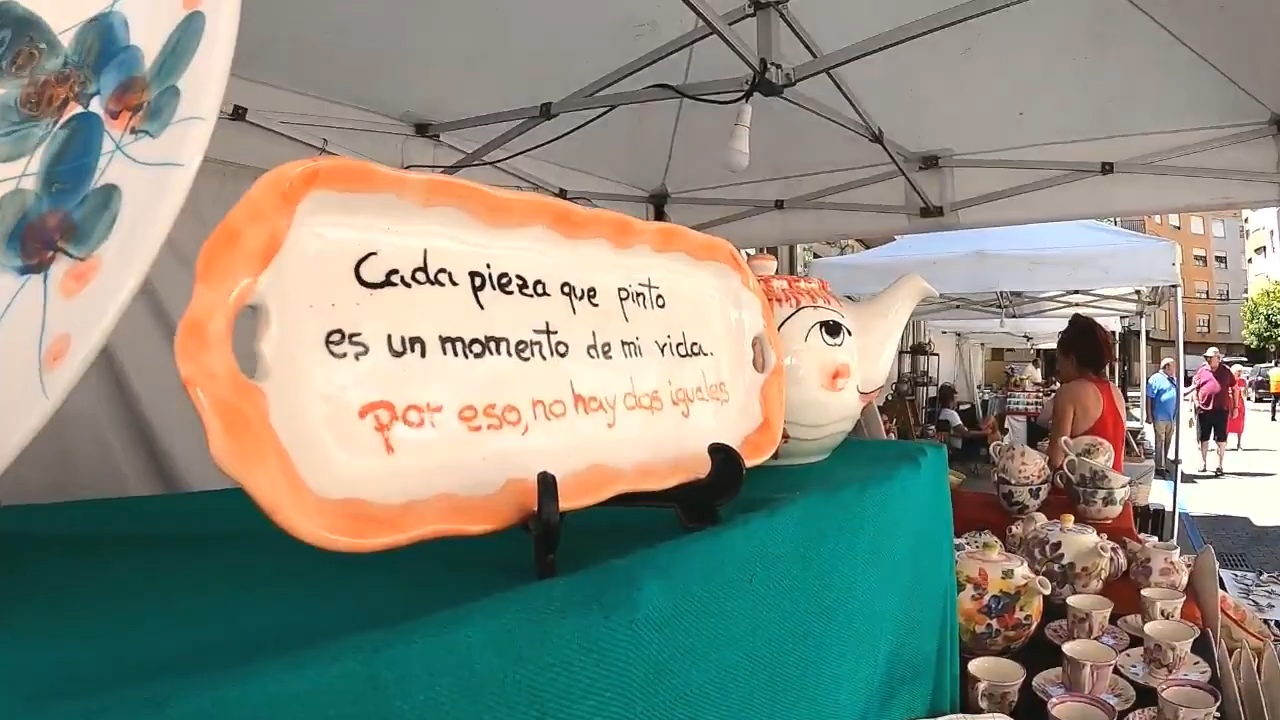 Cada pieza que pinto
es un momento de mi vida.
por eso, no hay dos iguales